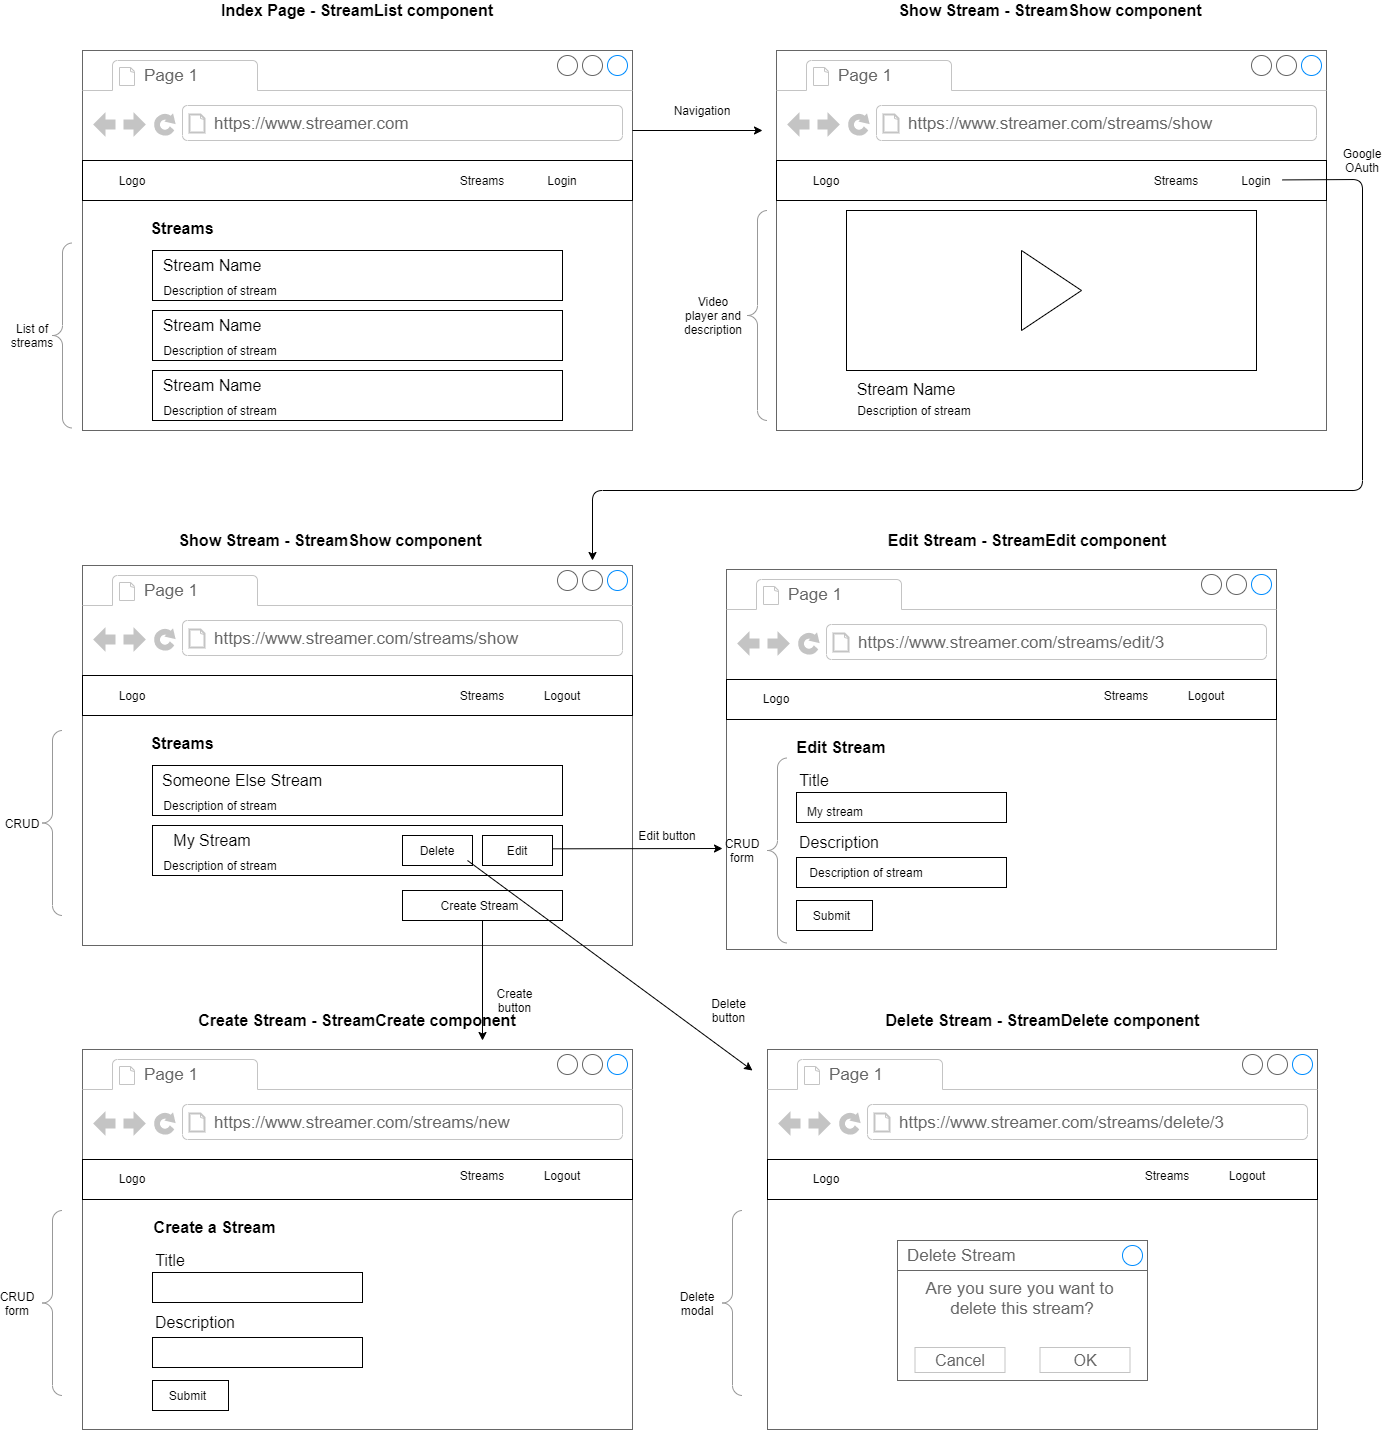 Index Page - StreamList component
Page 1
https://www.streamer.com
Logo
Streams
Login
Streams
Stream Name
Description of stream
Stream Name
Description of stream
Stream Name
Description of stream
List of
streams
Navigation
Show Stream - StreamShow component
Page 1
https://www.streamer.com/streams/show
Logo
Streams
Login
Google
OAuth
Video
player and
description
Stream Name
Description of stream
Show Stream - StreamShow component
Page 1
https://www.streamer.com/streams/show
Logo
Streams
Logout
Streams
Someone Else Stream
Description of stream
My Stream
Description of stream
Delete
Edit
Create Stream
CRUD
Edit button
Edit Stream - StreamEdit component
Page 1
https://www.streamer.com/streams/edit/3
Logo
Streams
Logout
Edit Stream
Title
My stream
Description
Description of stream
Submit
CRUD
form
Create
button
Delete
button
Create Stream - StreamCreate component
Page 1
https://www.streamer.com/streams/new
Logo
Streams
Logout
Create a Stream
Title
Description
Submit
CRUD
form
Delete Stream - StreamDelete component
Page 1
https://www.streamer.com/streams/delete/3
Logo
Streams
Logout
Delete
modal
Delete Stream
Are you sure you want to
delete this stream?
Cancel
OK